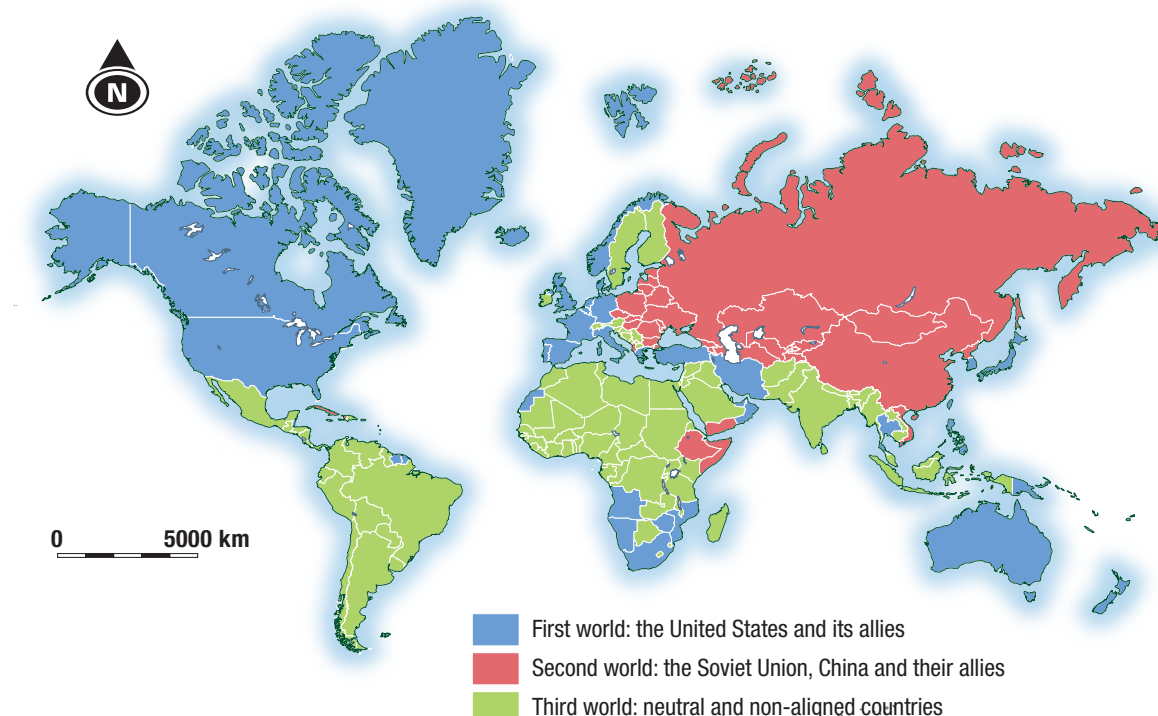 N
0 5000 km
First world: the United States and its allies
Second world: the Soviet Union, China and their allies
Third world: neutral and non-aligned countries